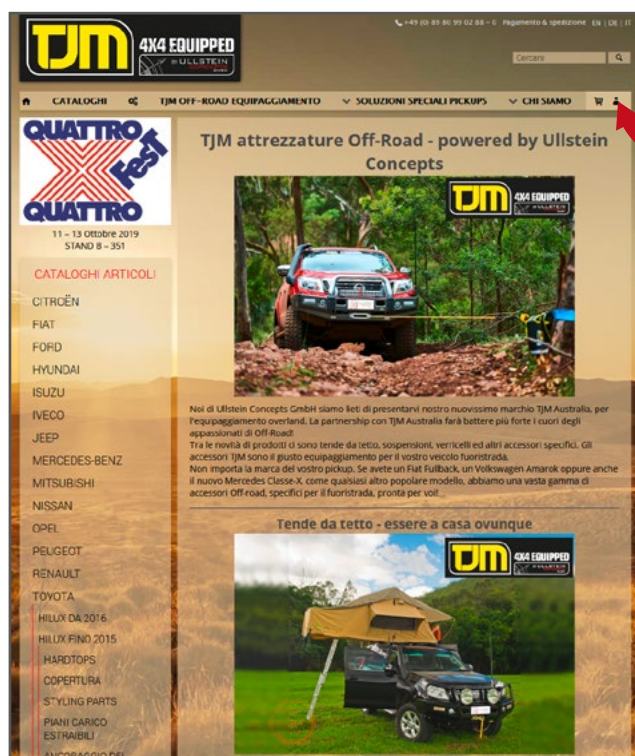 TJM 4X4 EQUIPPED
BY ULLSTEIN
+49 (0) 89 80 99 02 88 – 0 Pagamento & spedizione EN | DE | IT
Cercare
CATALOGHI TJM OFF-ROAD EQUIPAGGIAMENTO SOLUZIONI SPECIALI PICKUPS CHI SIAMO
QUATTRO
Fest
QUATTRO
11 – 13 Ottobre 2019
STAND B – 351
CATALOGHI ARTICOLI
CITROËN
FIAT
FORD
HYUNDAI
ISUZU
IVECO
JEEP
MERCEDES-BENZ
MITSUBISHI
NISSAN
OPEL
PEUGEOT
RENAULT
TOYOTA
HILUX DA 2016
HILUX FINO 2015
HARDTOPS
COPERTURA
STYLING PARTS
PIANI CARICO
ESTRAIBILI
ANCORAGGIO DEL
TJM attrezzature Off-Road - powered by Ullstein
Concepts
TJM 4X4 EQUIPPED
Noi di Ullstein Concepts GmbH siamo lieti di presentarvi nostro nuovissimo marchio TJM Australia, per
l'equipaggiamento overland. La partnership con TJM Australia farà battere più forte i cuori degli
appassionati di Off-Road!
Tra le novità di prodotti ci sono tende da tetto, sospensioni, verricelli ed altri accessori specifici. Gli
accessori TJM sono il giusto equipaggiamento per il vostro veicolo fuoristrada.
Non importa la marca del vostro pickup. Se avete un Fiat Fullback, un Volkswagen Amarok oppure anche
il nuovo Mercedes Classe-X, come qualsiasi altro popolare modello, abbiamo una vasta gamma di
accessori Off-road, specifici per il fuoristrada, pronta per voi!
Tende da tetto - essere a casa ovunque
TJM 4X4 EQUIPPED